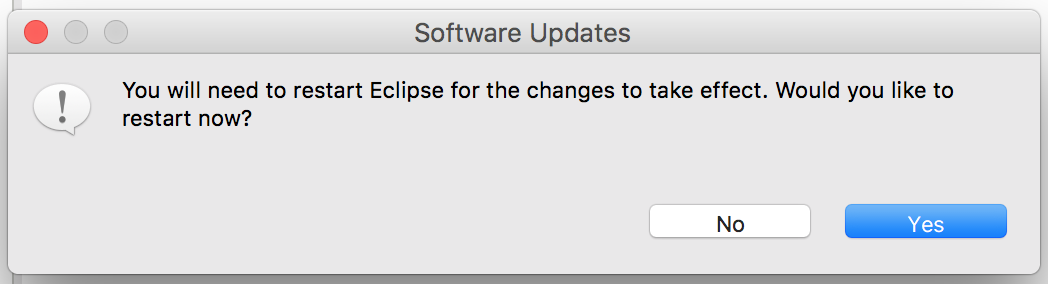 Software Updates
You will need to restart Eclipse for the changes to take effect. Would you like to
restart now?
No
Yes